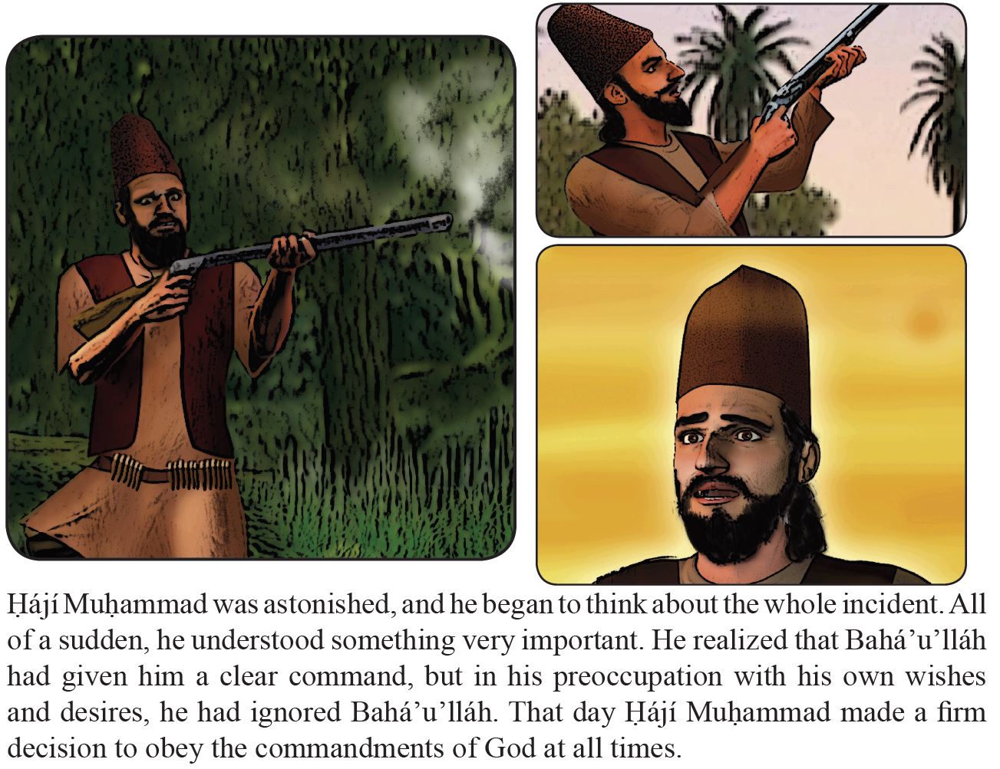 Ḥájí Muḥammad was astonished, and he began to think about the whole incident. All
of a sudden, he understood something very important. He realized that Bahá’u’lláh
had given him a clear command, but in his preoccupation with his own wishes
and desires, he had ignored Bahá’u’lláh. That day Ḥájí Muḥammad made a firm
decision to obey the commandments of God at all times.